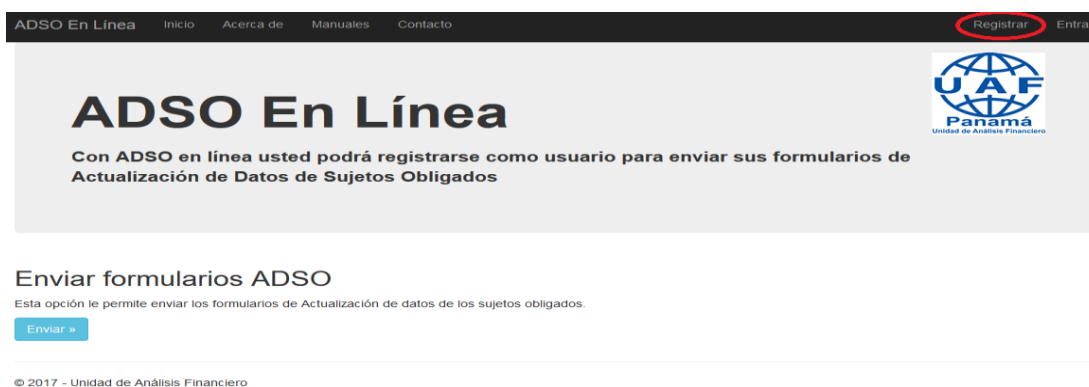 ADSO En Línea Inicio Acerca de Manuales Contacto Registrar Entra
ADSO En Línea
UAF
Panamá
Unidad de Análisis Financiero
Con ADSO en línea usted podrá registrarse como usuario para enviar sus formularios de
Actualización de Datos de Sujetos Obligados
Enviar formularios ADSO
Esta opción le permite enviar los formularios de Actualización de datos de los sujetos obligados.
Enviar »
© 2017 - Unidad de Análisis Financiero